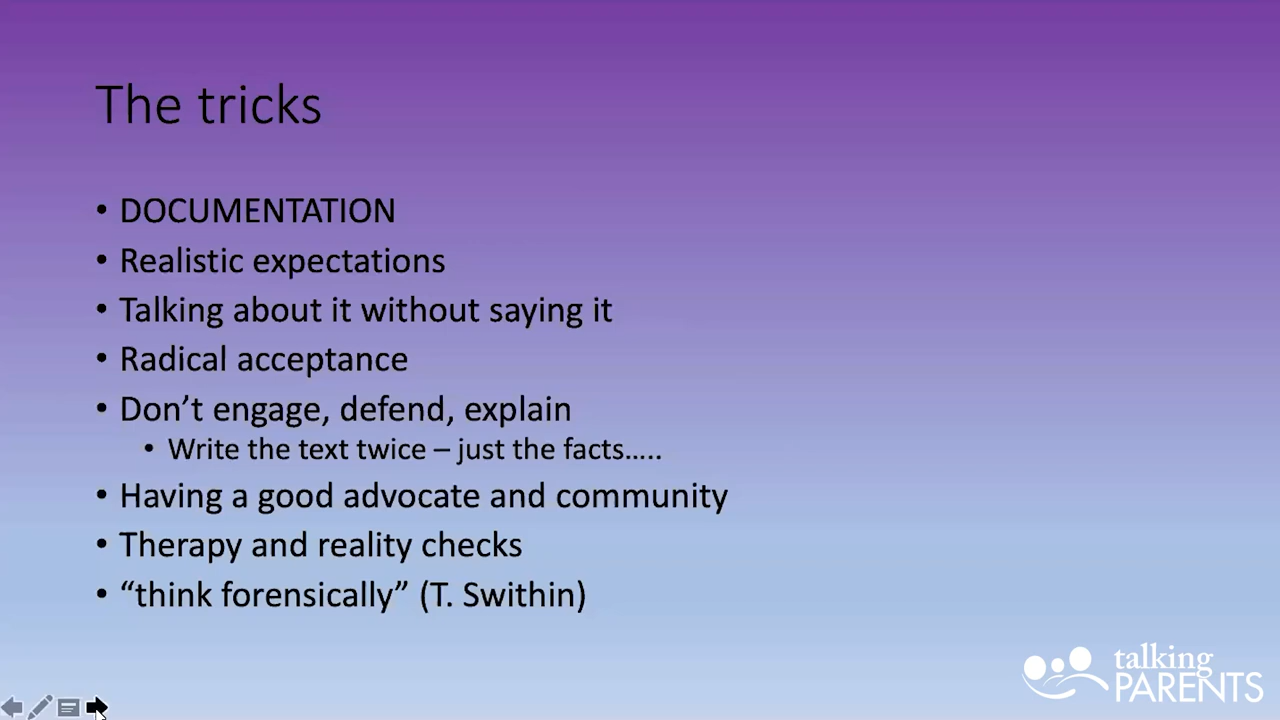 The tricks
• DOCUMENTATION
• Realistic expectations
• Talking about it without saying it
• Radical acceptance
• Don’t engage, defend, explain
• Write the text twice – just the facts…..
• Having a good advocate and community
• Therapy and reality checks
• “think forensically” (T. Swithin)
talking
PARENTS